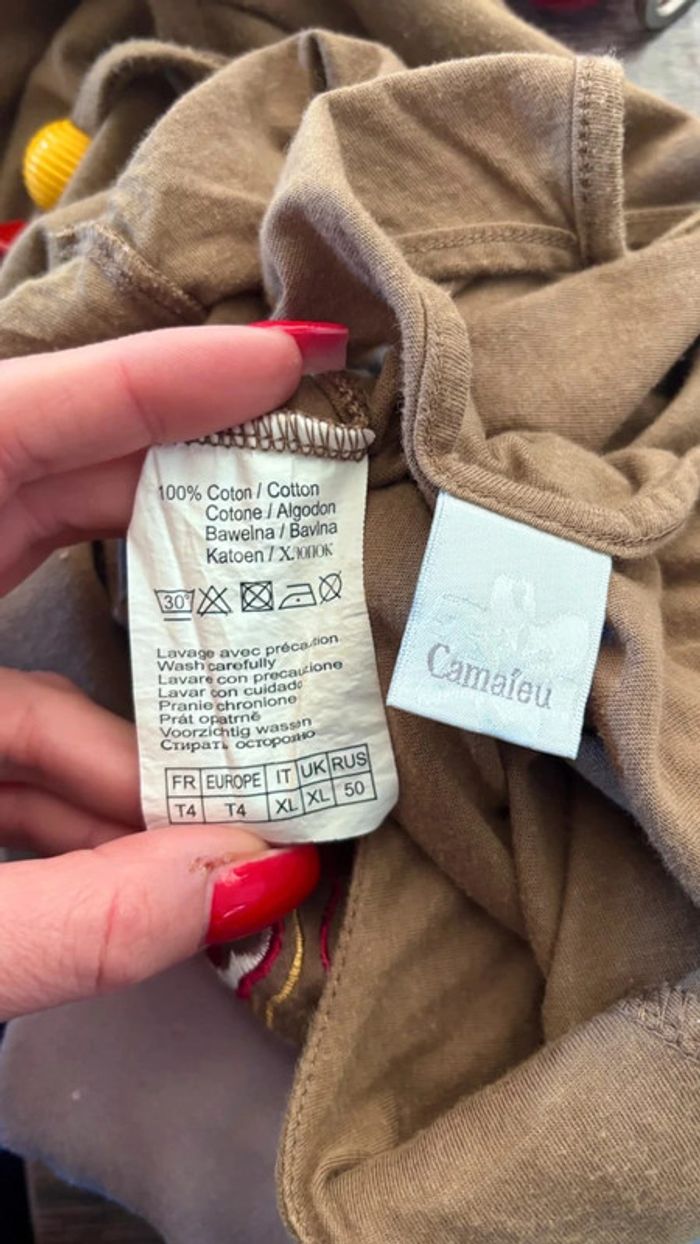 100% Coton / Cotton
Cotone / Algodon
Bawełna / Bavlna
Katoen / Хлопок
30°
Lavage avec précaution
Wash carefully
Lavare con precauzione
Lavar con cuidado
Pranie chronione
Prát opatrně
Voorzichtig wassen
Стирать осторожно
FR EUROPE IT UK RUS
T4 T4 XL XL 50
Camaïeu